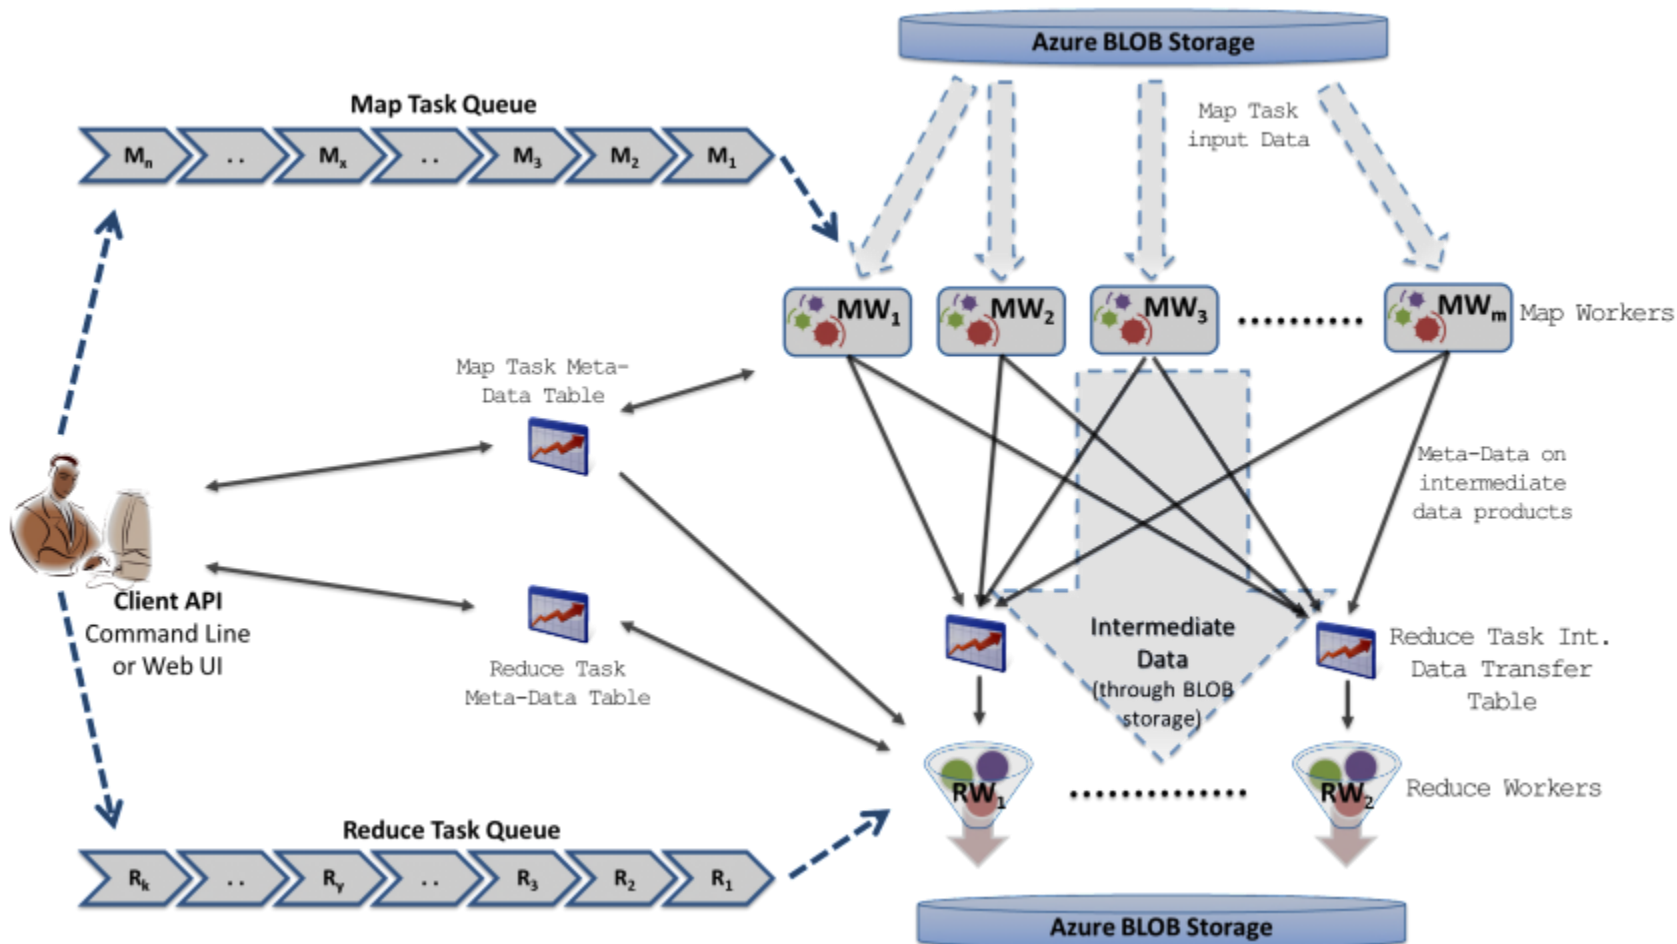 Azure BLOB Storage
Map Task Queue
Map Task
input Data
Mn
. .
Mx
. .
M3
M2
M1
MW1
MW2
MW3
MWm
Map Workers
Map Task Meta-
Data Table
Meta-Data on
intermediate
data products
Client API
Command Line
or Web UI
Reduce Task
Meta-Data Table
Intermediate
Data
(through BLOB
storage)
Reduce Task Int.
Data Transfer
Table
RW1
RW2
Reduce Workers
Reduce Task Queue
Rk
. .
Ry
. .
R3
R2
R1
Azure BLOB Storage